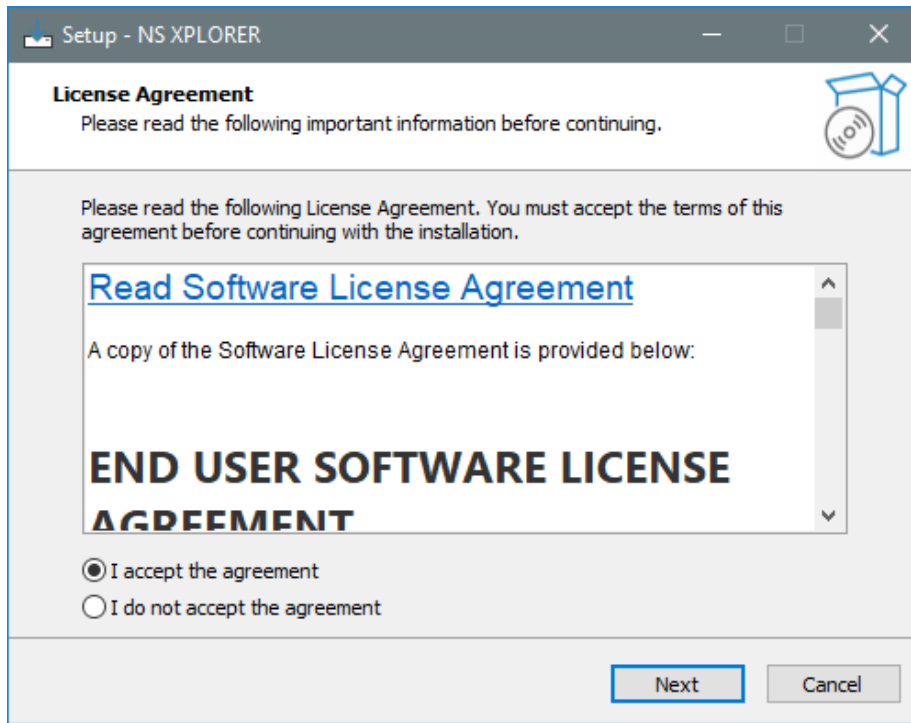 Setup - NS XPLORER
License Agreement
Please read the following important information before continuing.
Please read the following License Agreement. You must accept the terms of this
agreement before continuing with the installation.
Read Software License Agreement
A copy of the Software License Agreement is provided below:
END USER SOFTWARE LICENSE
AGREEMENT
I accept the agreement
I do not accept the agreement
Next
Cancel